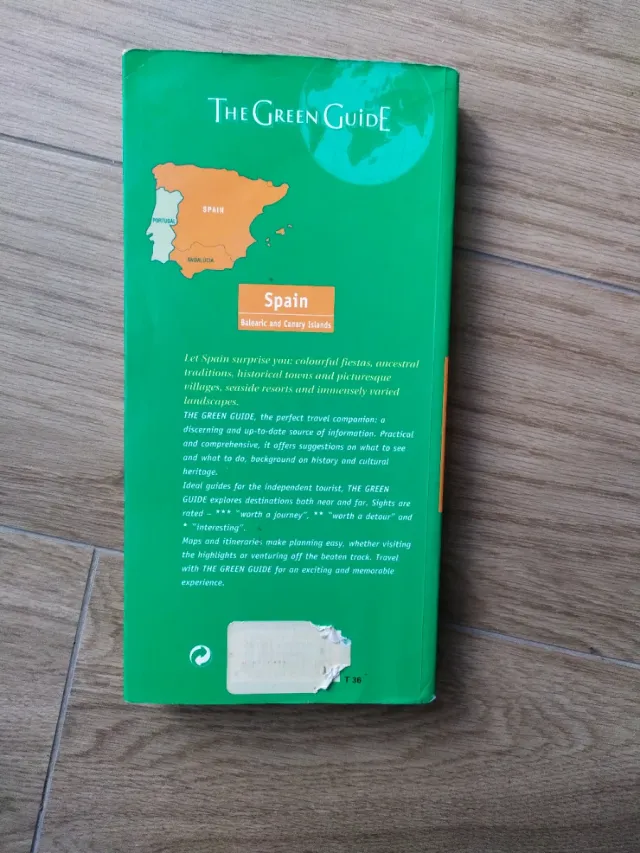 THE GREEN GUIDE
SPAIN
PORTUGAL
ANDALUCIA
Spain
Balearic and Canary Islands
Let Spain surprise you: colourful fiestas, ancestral
traditions, historical towns and picturesque
villages, seaside resorts and immensely varied
landscapes.
THE GREEN GUIDE, the perfect travel companion: a
discerning and up-to-date source of information. Practical
and comprehensive, it offers suggestions on what to see
and what to do, background on history and cultural
heritage.
Ideal guides for the independent tourist, THE GREEN
GUIDE explores destinations both near and far. Sights are
rated – *** "worth a journey", ** "worth a detour" and
* "interesting".
Maps and itineraries make planning easy, whether visiting
the highlights or venturing off the beaten track. Travel
with THE GREEN GUIDE for an exciting and memorable
experience.
T 36